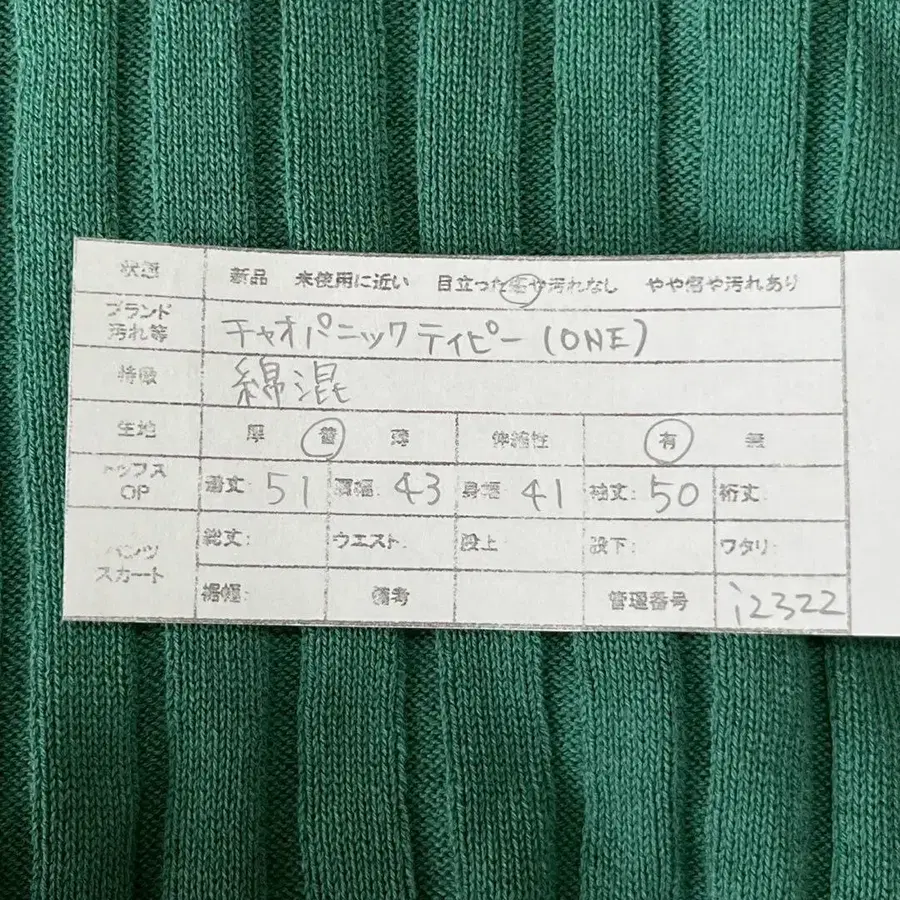 状態 新品 未使用に近い 目立った傷や汚れなし やや傷や汚れあり
ブランド
汚れ等 チャオパニックティピー(ONE)
特徴 綿混
生地 厚 普 薄 伸縮性 有 無
トップス
OP 着丈: 51 肩幅: 43 身幅: 41 袖丈: 50 裄丈:
パンツ
スカート 総丈: ウエスト: 股上 股下: ワタリ:
裾幅: 備考 管理番号 i2322